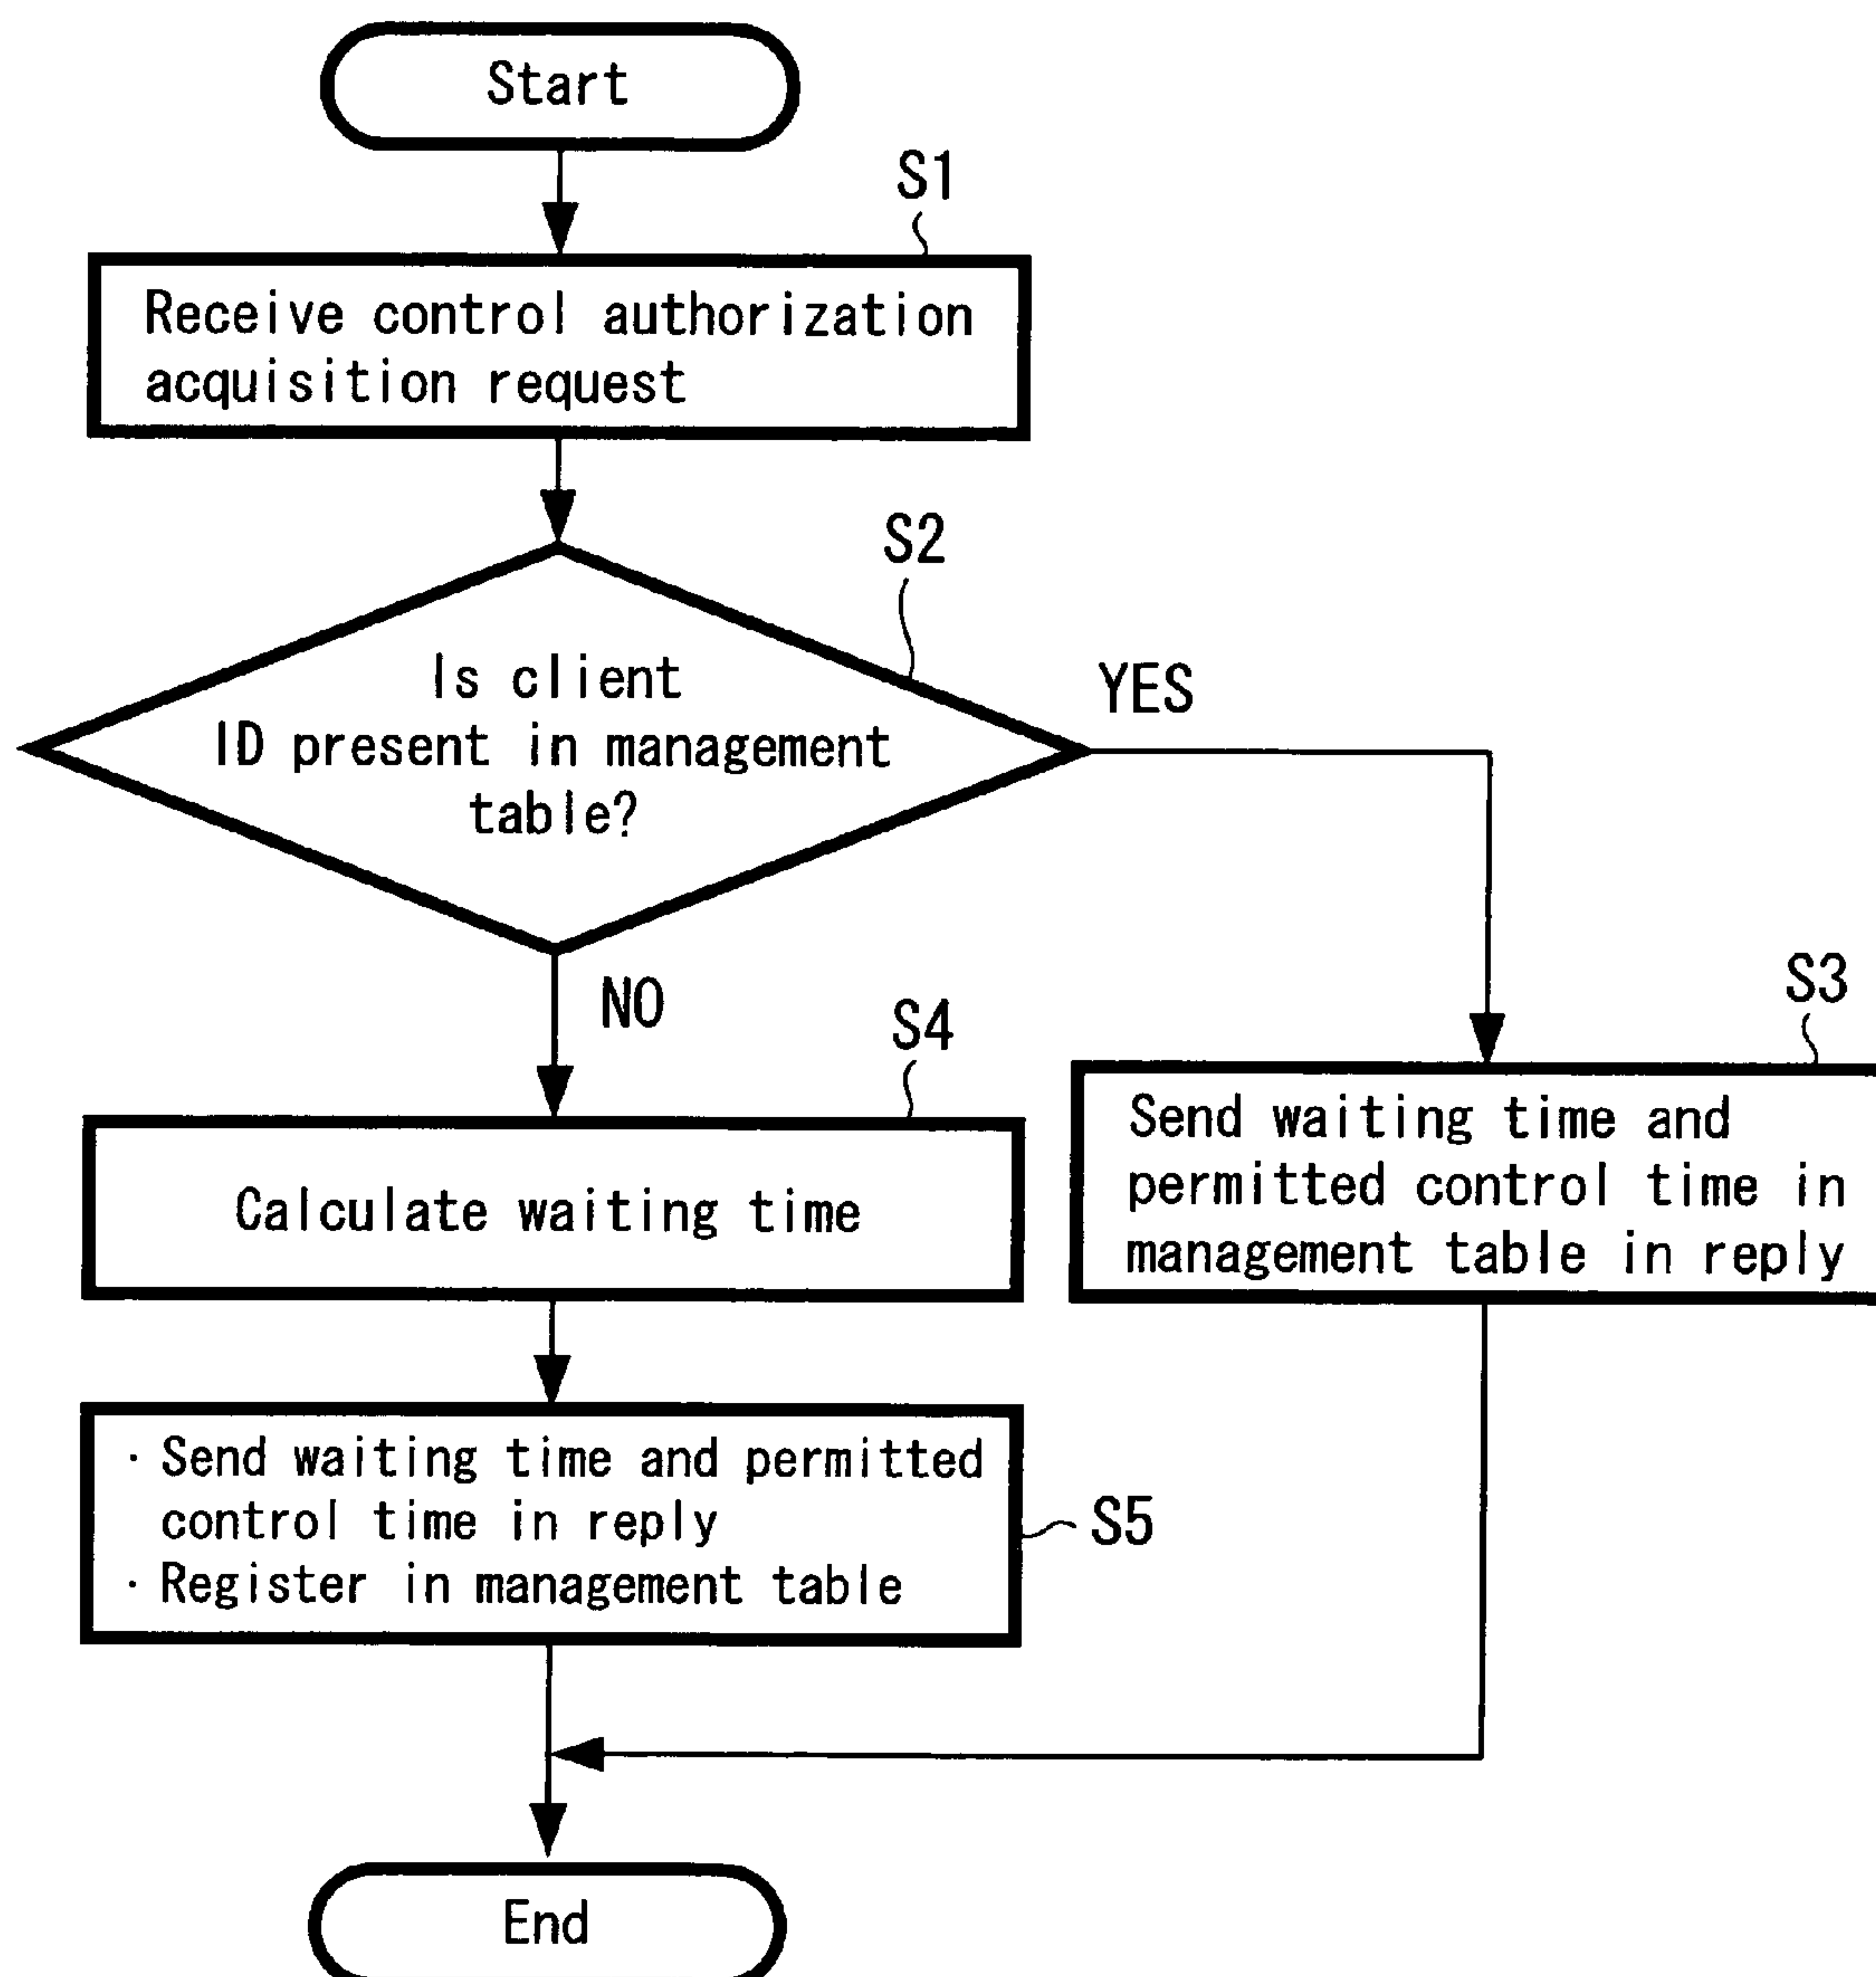 Start
S1
Receive control authorization
acquisition request
S2
Is client
ID present in management
table?
YES
NO
S3
S4
Send waiting time and
permitted control time in
management table in reply
Calculate waiting time
· Send waiting time and permitted
control time in reply
· Register in management table
S5
End